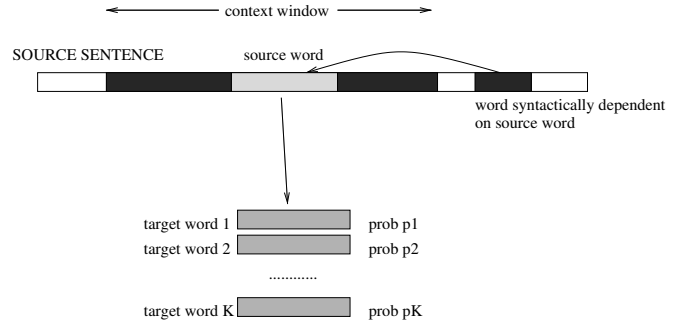 context window
SOURCE SENTENCE source word
word syntactically dependent
on source word
target word 1 prob p1
target word 2 prob p2
............
target word K prob pK